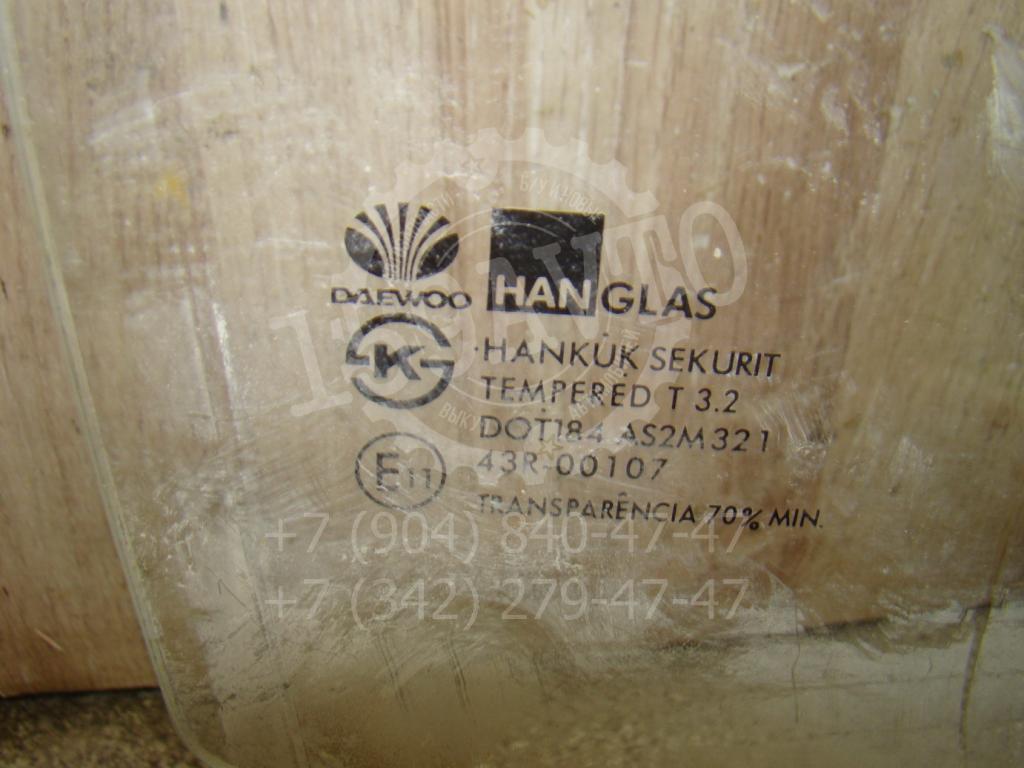 DAEWOO
HANGLAS
K
HANKUK SEKURIT
TEMPERED T 3.2
DOT184 AS2M321
E11
43R-00107
TRANSPARÊNCIA 70% MIN.
+7 (904) 840-47-47
+7 (342) 279-47-47